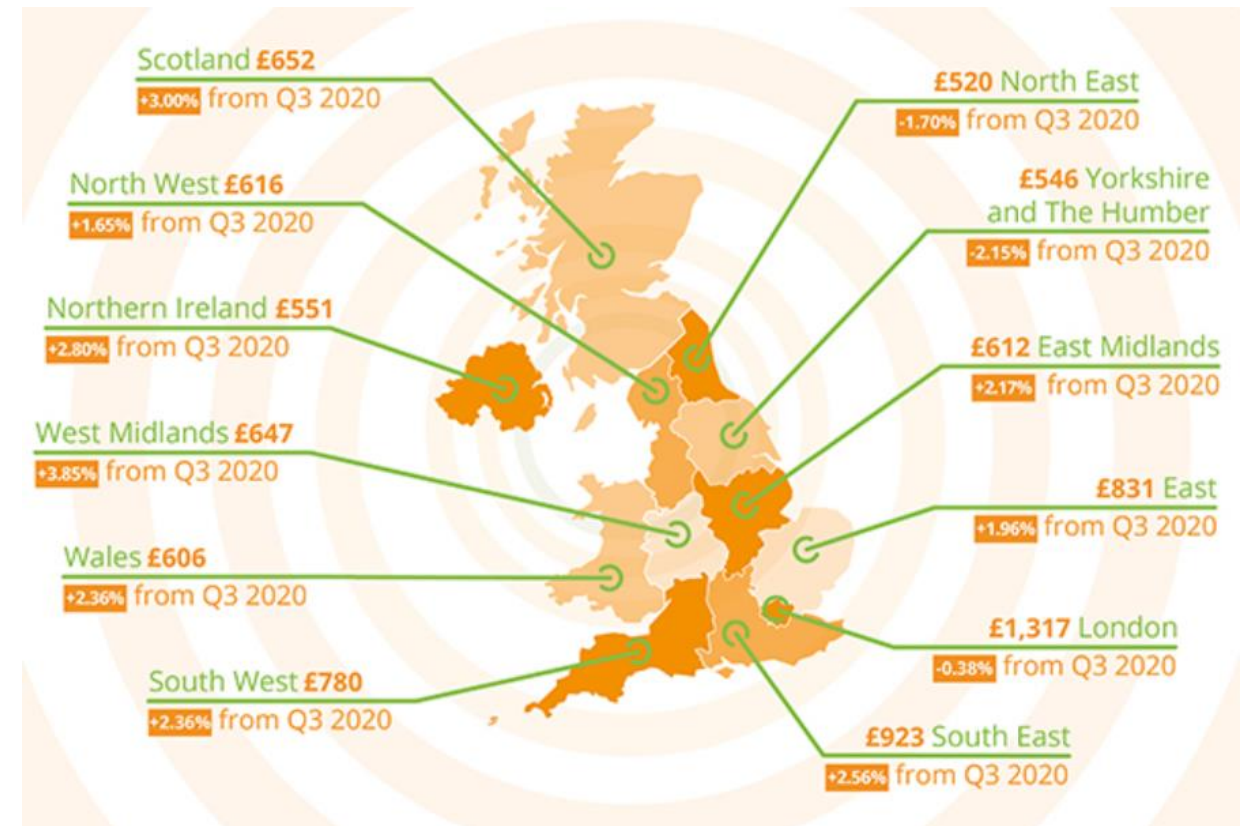 Scotland £652
+3.00% from Q3 2020
£520 North East
-1.70% from Q3 2020
North West £616
+1.65% from Q3 2020
£546 Yorkshire
and The Humber
-2.15% from Q3 2020
Northern Ireland £551
+2.80% from Q3 2020
£612 East Midlands
+2.17% from Q3 2020
West Midlands £647
+3.85% from Q3 2020
£831 East
+1.96% from Q3 2020
Wales £606
+2.36% from Q3 2020
£1,317 London
-0.38% from Q3 2020
South West £780
+2.36% from Q3 2020
£923 South East
+2.56% from Q3 2020